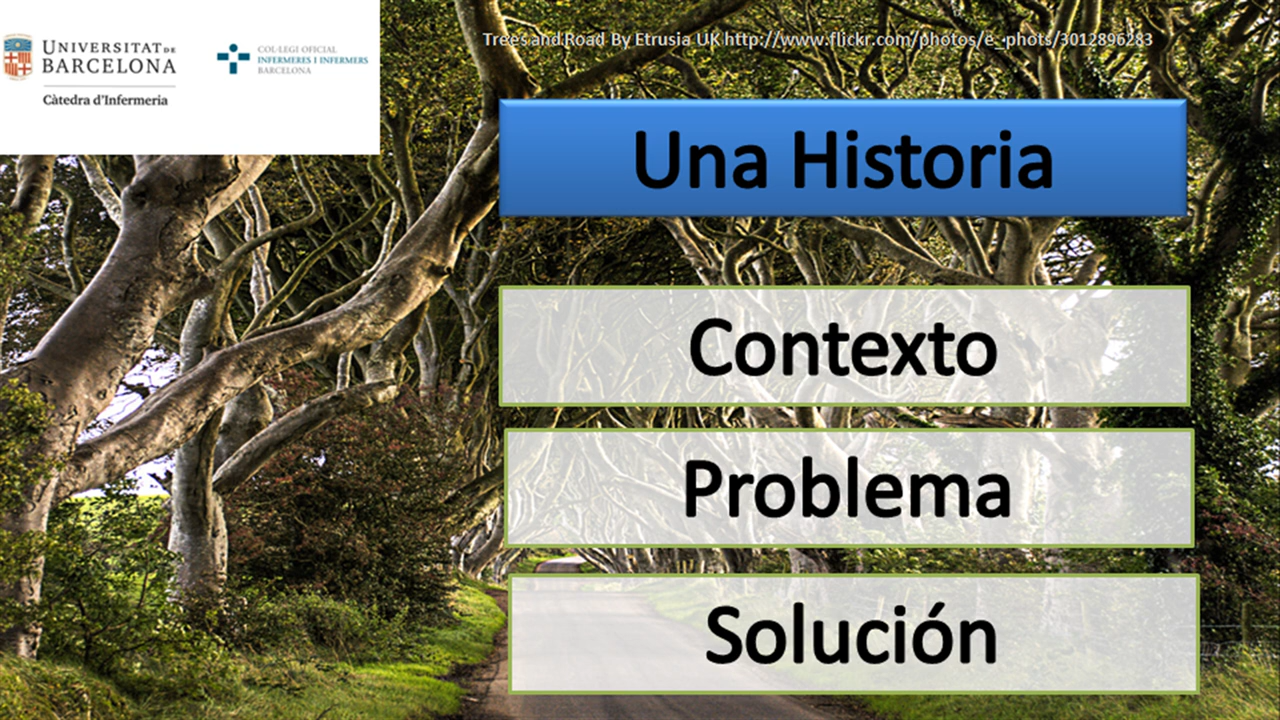 UNIVERSITAT DE
BARCELONA
Càtedra d'Infermeria
COL·LEGI OFICIAL
INFERMERES I INFERMERS
BARCELONA
Trees and Road By Etrusia UK http://www.flickr.com/photos/e_phots/3012896283
Una Historia
Contexto
Problema
Solución